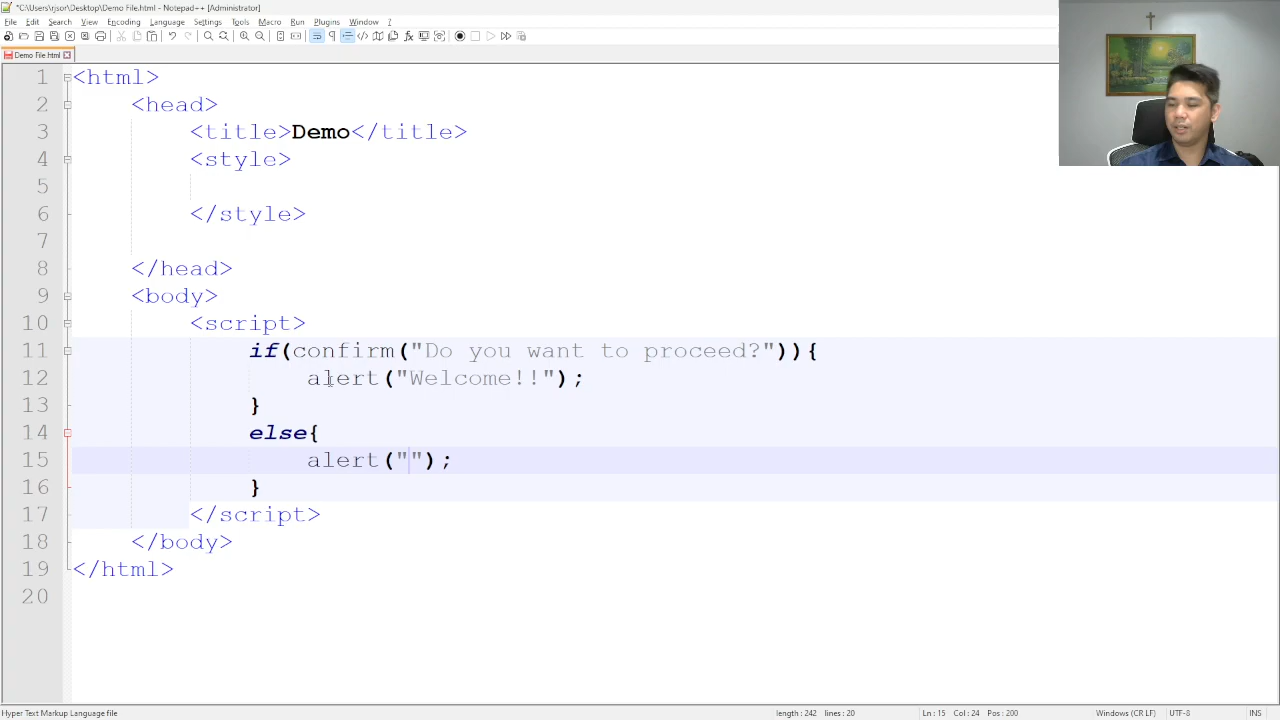 *C:\Users\rjsor\Desktop\Demo File.html - Notepad++ [Administrator]
File Edit Search View Encoding Language Settings Tools Macro Run Plugins Window ?
Demo File.html
1 <html>
2 <head>
3 <title>Demo</title>
4 <style>
5
6 </style>
7
8 </head>
9 <body>
10 <script>
11 if(confirm("Do you want to proceed?")){
12 alert("Welcome!!");
13 }
14 else{
15 alert("");
16 }
17 </script>
18 </body>
19 </html>
20
Hyper Text Markup Language file length: 242 lines: 20 Ln: 15 Col: 24 Pos: 200 Windows (CR LF) UTF-8 INS